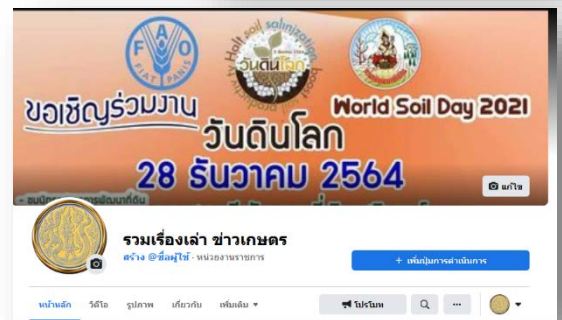 FAO
FIAT PANIS
Halt soil salinization, boost soil productivity
วันดินโลก
ขอเชิญร่วมงาน
World Soil Day 2021
วันดินโลก
28 ธันวาคม 2564
แก้ไข
รวมเรื่องเล่า ข่าวเกษตร
สร้าง @ชื่อผู้ใช้ · หน่วยงานราชการ
+ เพิ่มปุ่มการดำเนินการ
หน้าหลัก วิดีโอ รูปภาพ เกี่ยวกับ เพิ่มเติม
โปรโมท